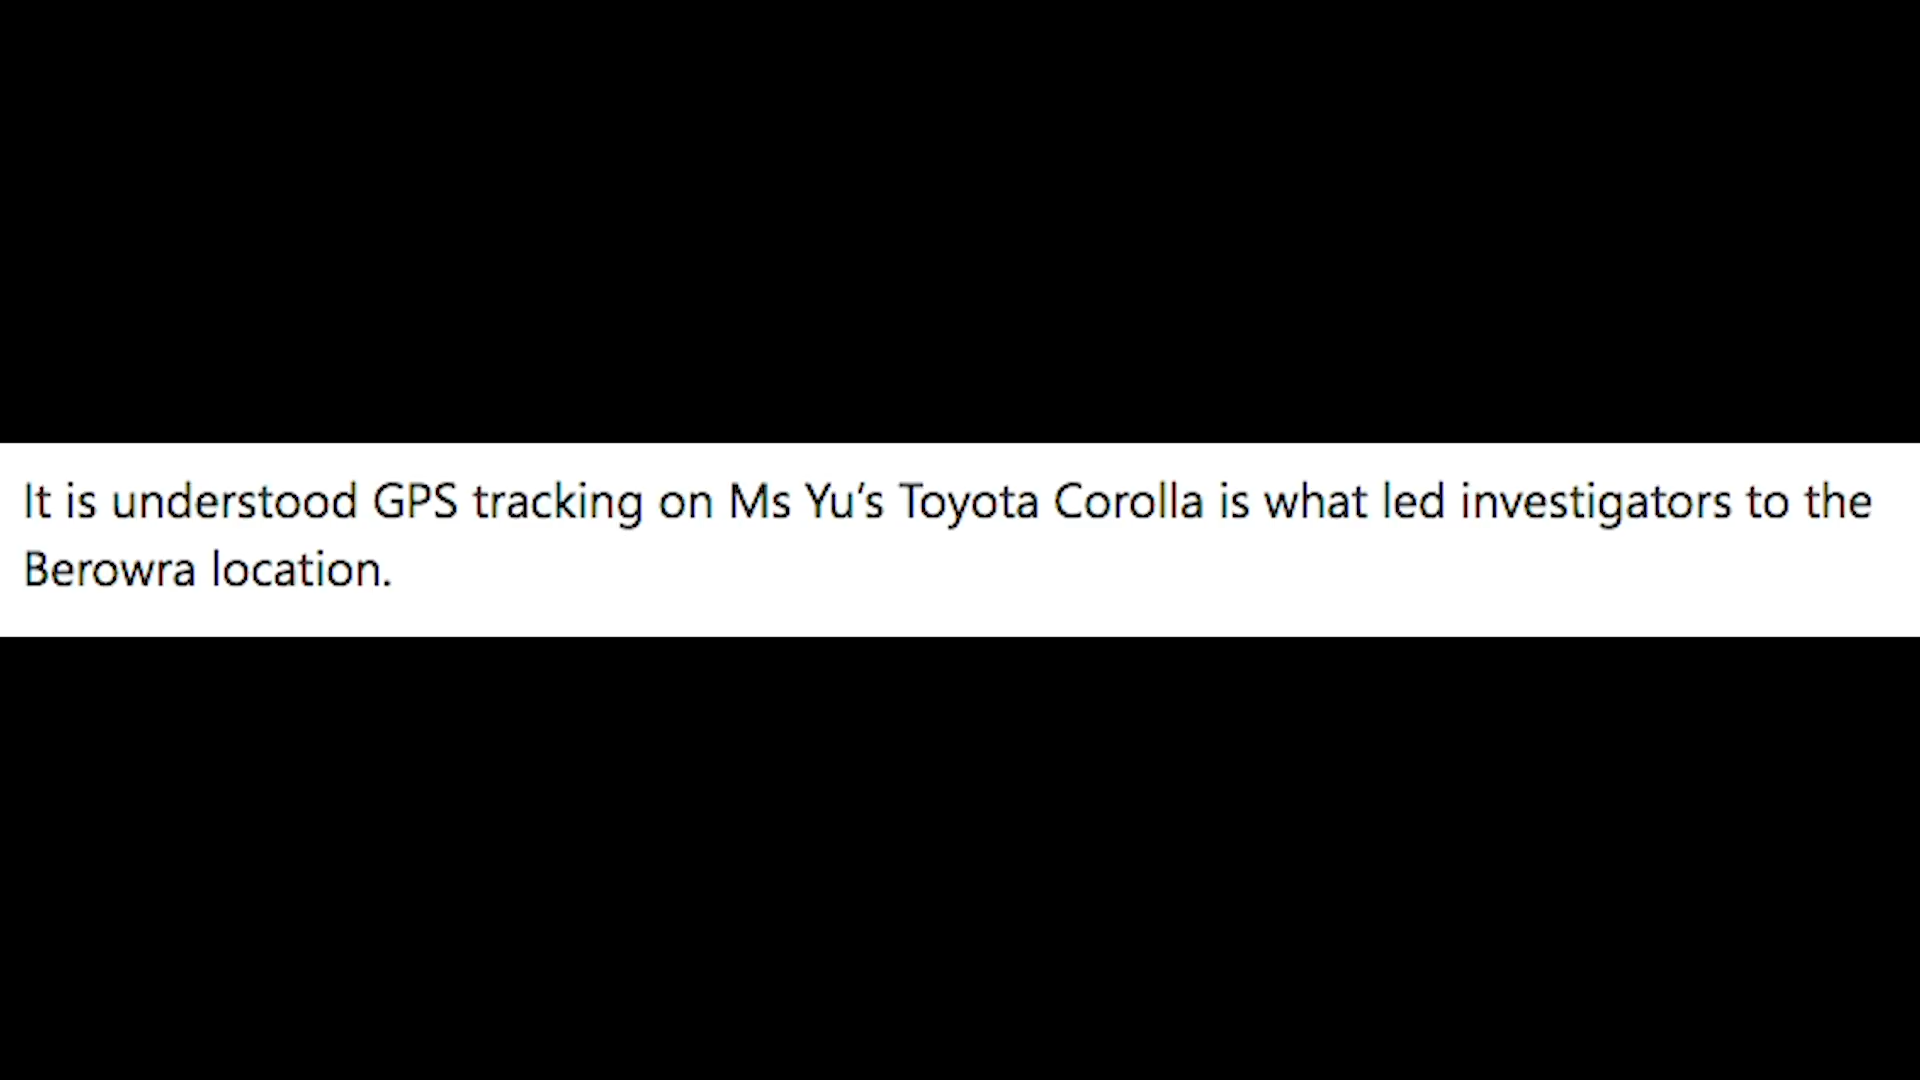 It is understood GPS tracking on Ms Yu’s Toyota Corolla is what led investigators to the
Berowra location.